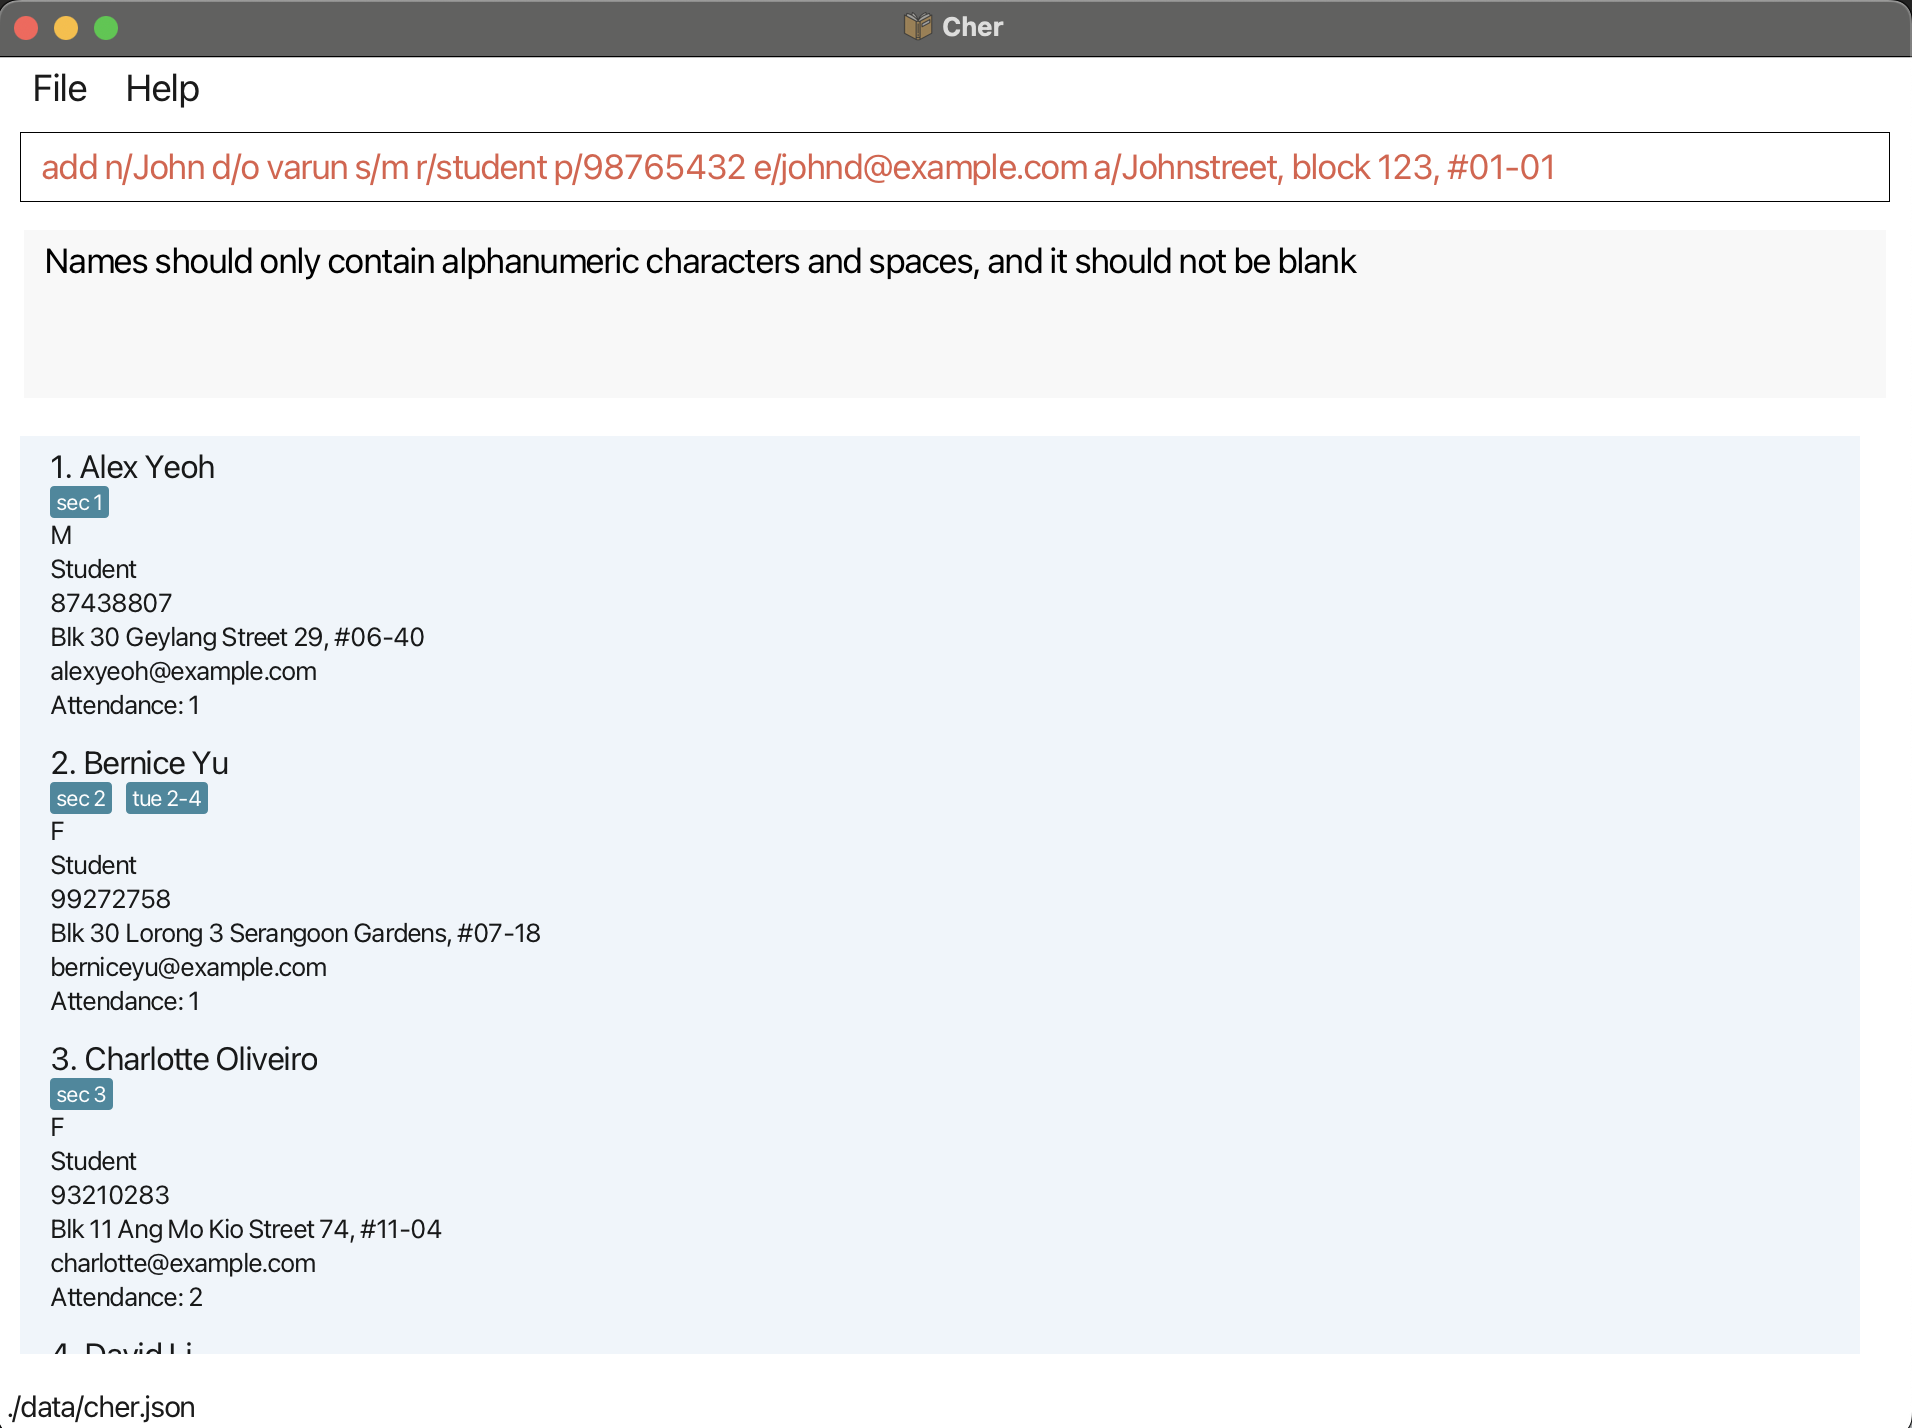 Cher
File Help
add n/John d/o varun s/m r/student p/98765432 e/johnd@example.com a/Johnstreet, block 123, #01-01
Names should only contain alphanumeric characters and spaces, and it should not be blank
1. Alex Yeoh
sec 1
M
Student
87438807
Blk 30 Geylang Street 29, #06-40
alexyeoh@example.com
Attendance: 1
2. Bernice Yu
sec 2 tue 2-4
F
Student
99272758
Blk 30 Lorong 3 Serangoon Gardens, #07-18
berniceyu@example.com
Attendance: 1
3. Charlotte Oliveiro
sec 3
F
Student
93210283
Blk 11 Ang Mo Kio Street 74, #11-04
charlotte@example.com
Attendance: 2
4. David Li
./data/cher.json